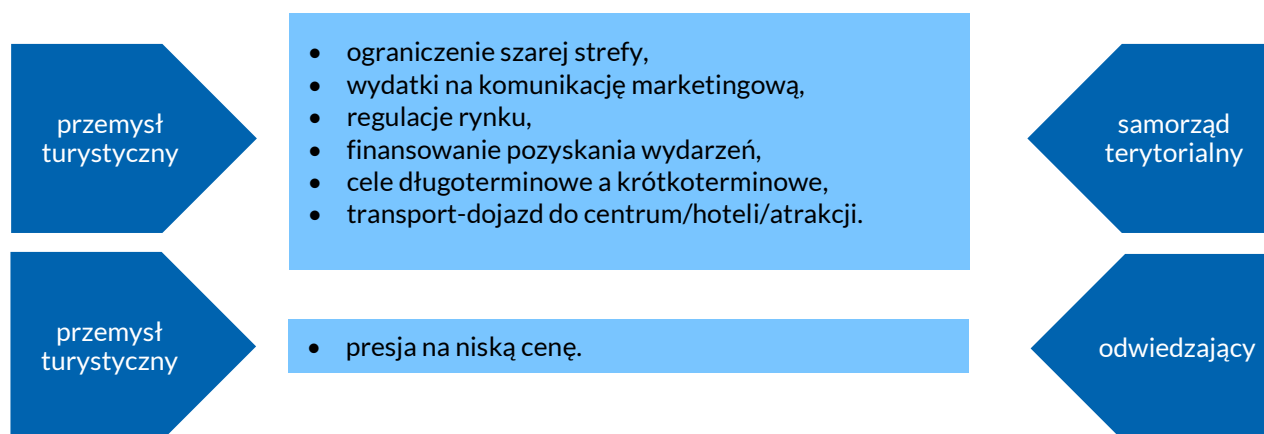 przemysł
turystyczny
• ograniczenie szarej strefy,
• wydatki na komunikację marketingową,
• regulacje rynku,
• finansowanie pozyskania wydarzeń,
• cele długoterminowe a krótkoterminowe,
• transport-dojazd do centrum/hoteli/atrakcji.
samorząd
terytorialny
przemysł
turystyczny
• presja na niską cenę.
odwiedzający